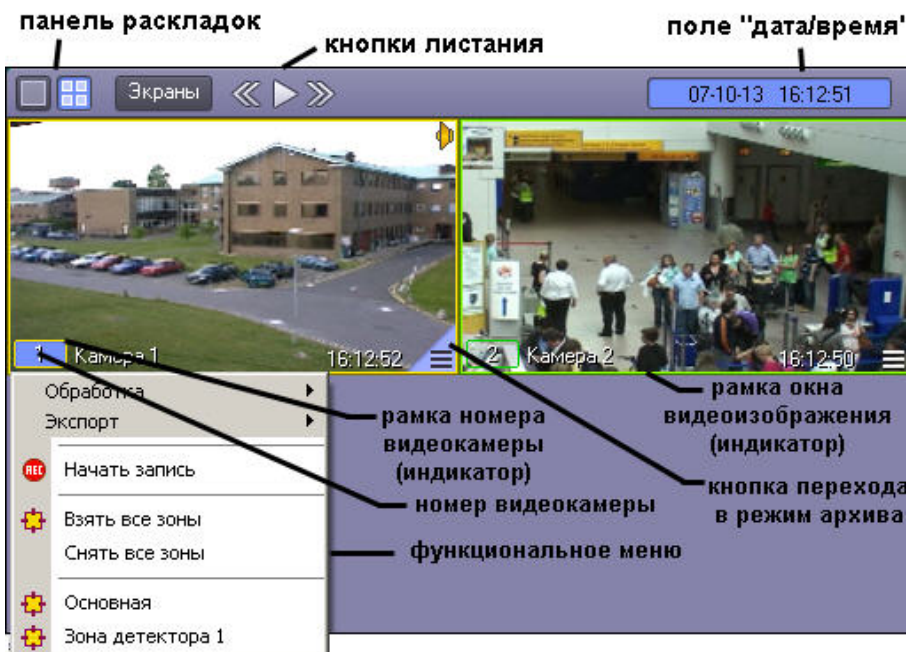 панель раскладок
кнопки листания
поле "дата/время"
Экраны
07-10-13 16:12:51
1 Камера 1 16:12:52
2 Камера 2 16:12:50
Обработка
Экспорт
Начать запись
Взять все зоны
Снять все зоны
Основная
Зона детектора 1
REC
рамка номера
видеокамеры
(индикатор)
номер видеокамеры
функциональное меню
рамка окна
видеоизображения
(индикатор)
кнопка перехода
в режим архива